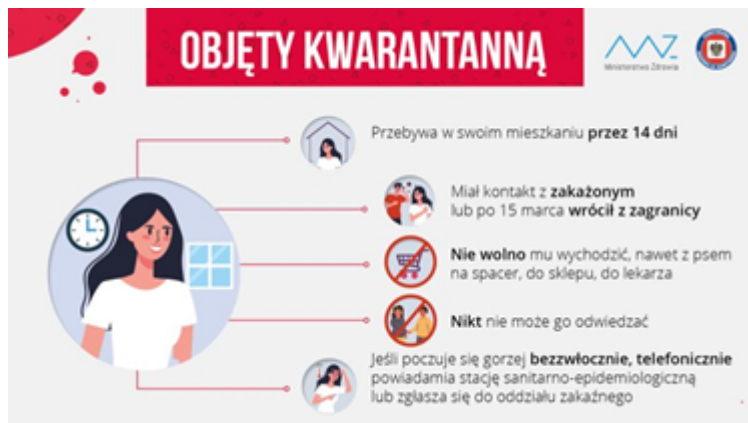 OBJĘTY KWARANTANNĄ
Ministerstwo Zdrowia
Przebywa w swoim mieszkaniu przez 14 dni
Miał kontakt z zakażonym
lub po 15 marca wrócił z zagranicy
Nie wolno mu wychodzić, nawet z psem
na spacer, do sklepu, do lekarza
Nikt nie może go odwiedzać
Jeśli poczuje się gorzej bezzwłocznie, telefonicznie
powiadamia stację sanitarno-epidemiologiczną
lub zgłasza się do oddziału zakaźnego